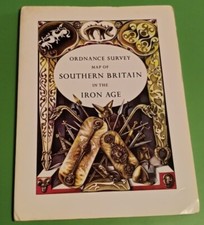 ORDNANCE SURVEY
MAP OF
SOUTHERN BRITAIN
IN THE
IRON AGE